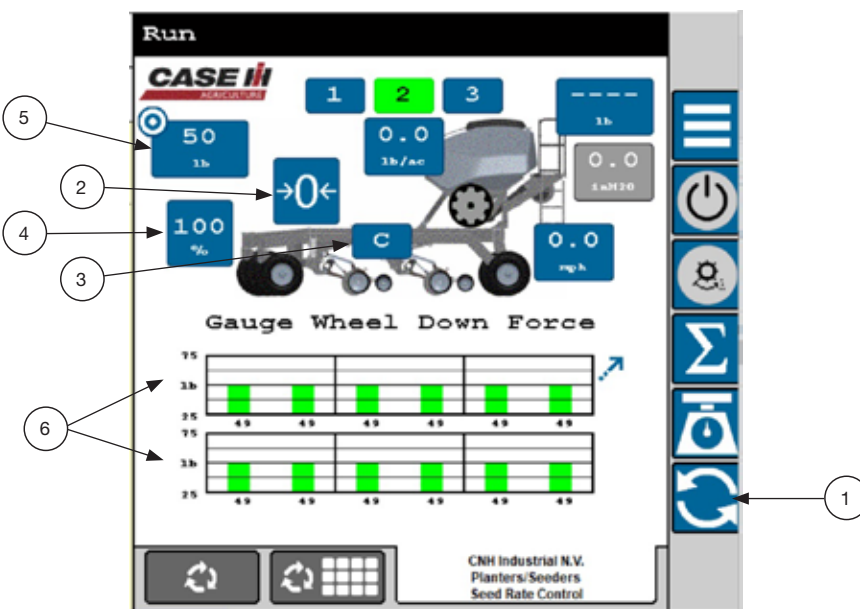 Run
CASE IH
AGRICULTURE
1 2 3
---- lb
5
50 lb
0.0 lb/ac
0.0 inH2O
2
→0←
4
100 %
C
0.0 mph
3
Gauge Wheel Down Force
75
lb
25
49 49 49 49 49 49
6
75
lb
25
49 49 49 49 49 49
1
CNH Industrial N.V.
Planters/Seeders
Seed Rate Control